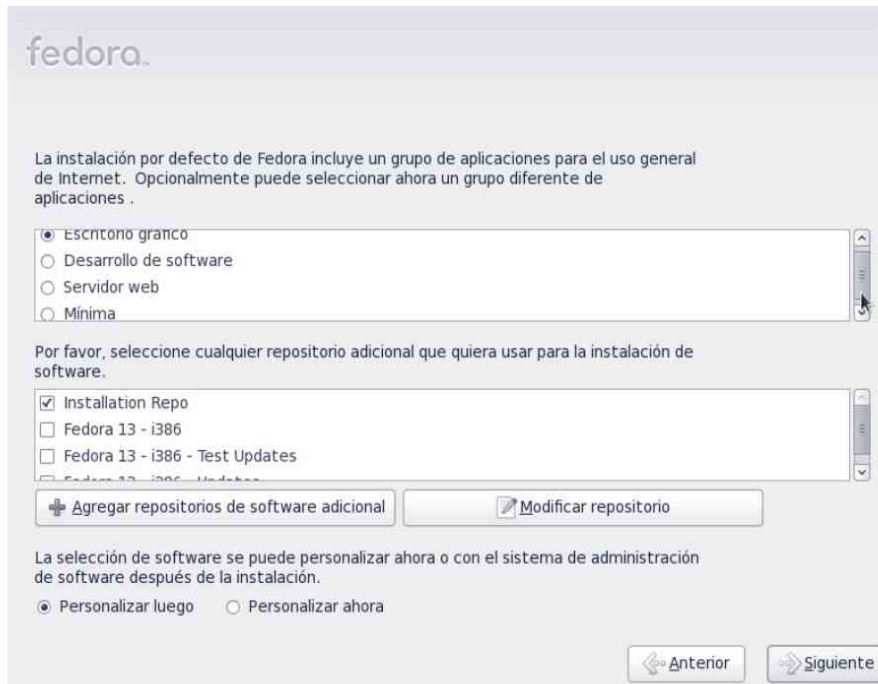 fedora
La instalación por defecto de Fedora incluye un grupo de aplicaciones para el uso general
de Internet. Opcionalmente puede seleccionar ahora un grupo diferente de
aplicaciones .
Escritorio gráfico
Desarrollo de software
Servidor web
Mínima
Por favor, seleccione cualquier repositorio adicional que quiera usar para la instalación de
software.
Installation Repo
Fedora 13 - i386
Fedora 13 - i386 - Test Updates
Fedora 13 - i386 - Updates
Agregar repositorios de software adicional
Modificar repositorio
La selección de software se puede personalizar ahora o con el sistema de administración
de software después de la instalación.
Personalizar luego Personalizar ahora
Anterior Siguiente